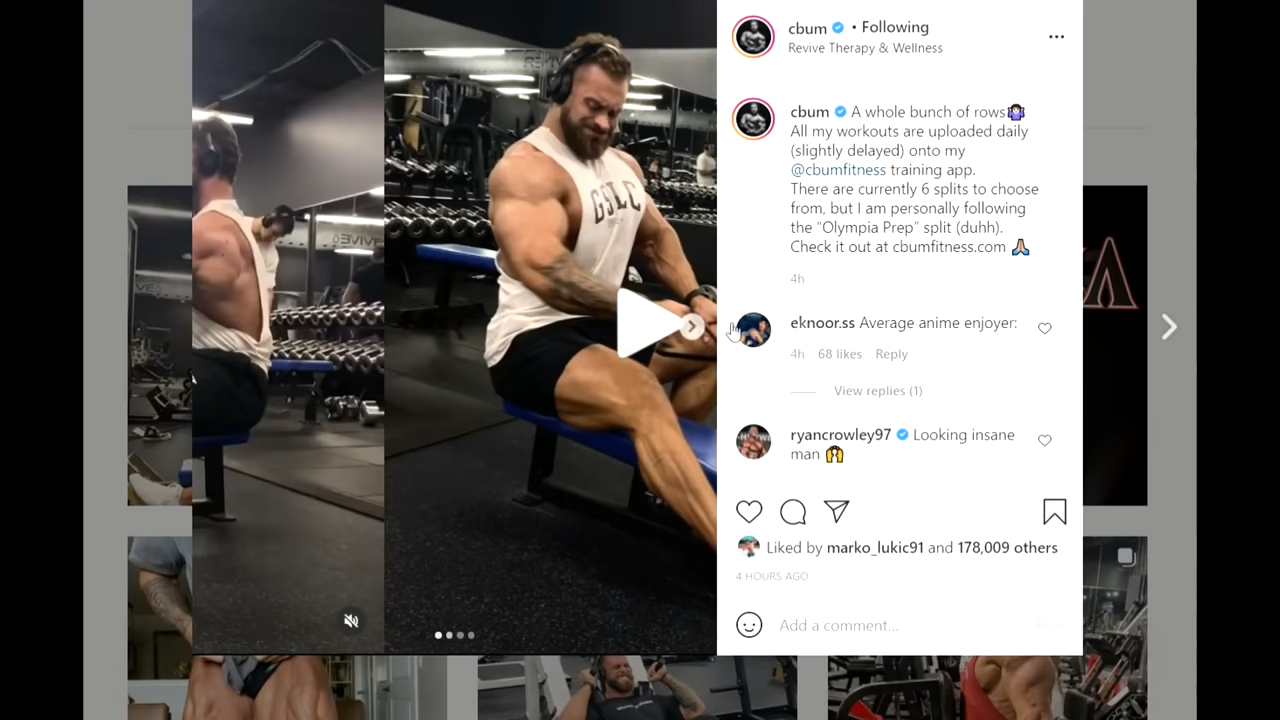 cbum • Following
Revive Therapy & Wellness
cbum A whole bunch of rows🤷🏻‍♀️
All my workouts are uploaded daily
(slightly delayed) onto my
@cbumfitness training app.
There are currently 6 splits to choose
from, but I am personally following
the “Olympia Prep” split (duhh).
Check it out at cbumfitness.com 🙏🏼
4h
eknoor.ss Average anime enjoyer:
4h 68 likes Reply
View replies (1)
ryancrowley97 Looking insane
man 🙌
Liked by marko_lukic91 and 178,009 others
4 HOURS AGO
Add a comment...
GSLC